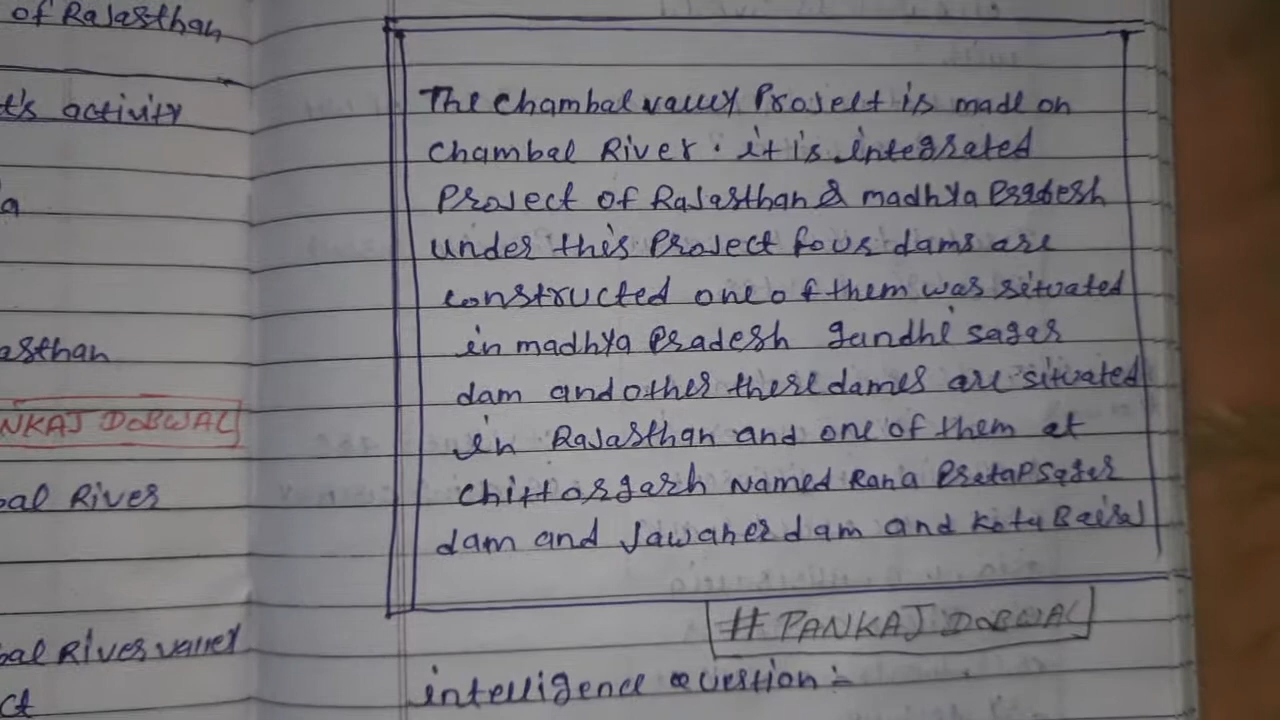 of Rajasthan
t's activity
a
asthan
NKAJ DOBWAL
bal River
bal River valley
ct
The Chambal valley Project is made on
Chambal River. it is integrated
Project of Rajasthan & madhya Pradesh
under this Project four dams are
constructed one of them was situated
in madhya Pradesh gandhi sagar
dam and other there dames are situated
in Rajasthan and one of them at
Chittorgarh Named Rana Pratap Sagar
dam and Jawaher dam and Kota Bairaj
# PANKAJ DOBWAL
intelligence question :-